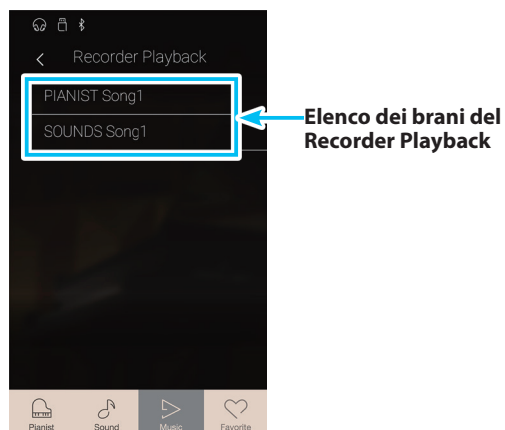 Recorder Playback
PIANIST Song1
SOUNDS Song1
Elenco dei brani del
Recorder Playback
Pianist Sound Music Favorite